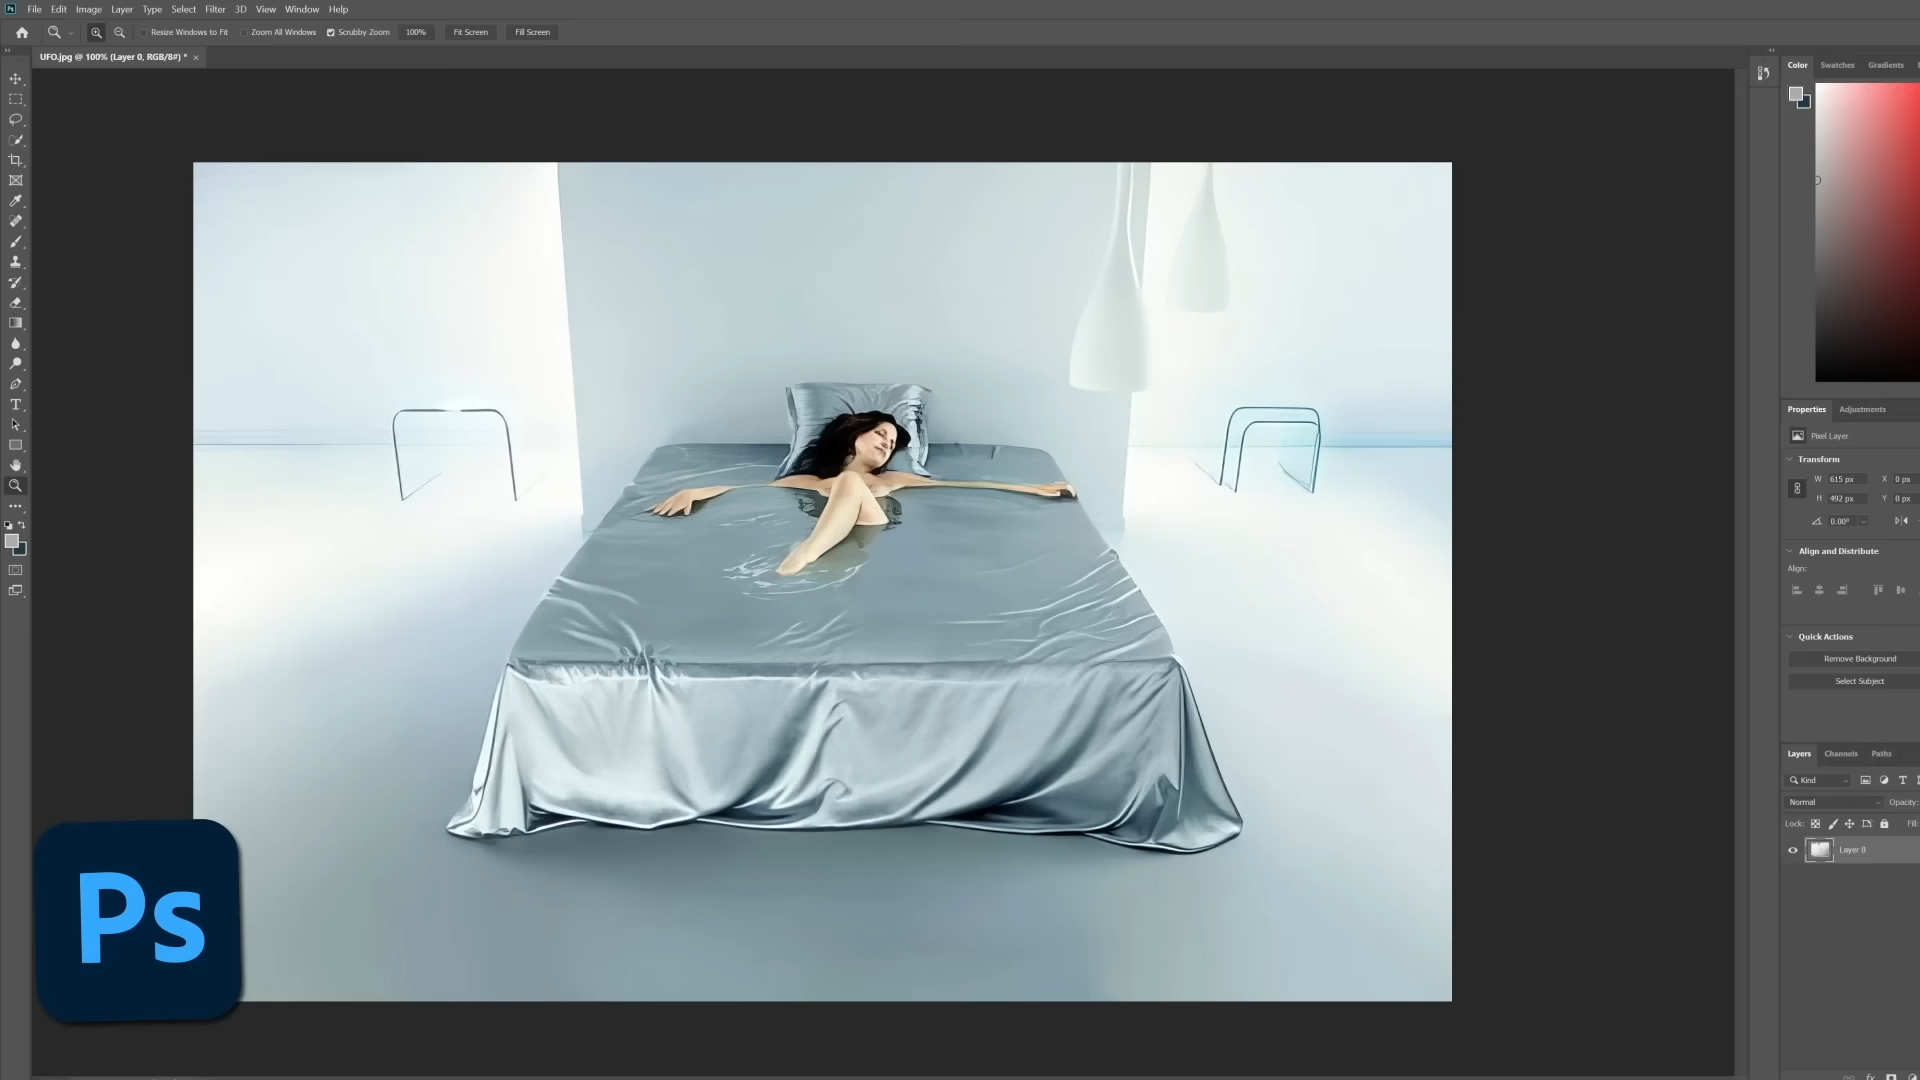 Ps File Edit Image Layer Type Select Filter 3D View Window Help
Resize Windows to Fit Zoom All Windows Scrubby Zoom 100% Fit Screen Fill Screen
UFO.jpg @ 100% (Layer 0, RGB/8#) * ×
Color Swatches Gradients
Properties Adjustments
Pixel Layer
Transform
W 615 px X 0 px
H 492 px Y 0 px
0.00°
Align and Distribute
Align:
Quick Actions
Remove Background
Select Subject
Layers Channels Paths
Kind
Normal Opacity:
Lock: Fill:
Layer 0
fx
Ps